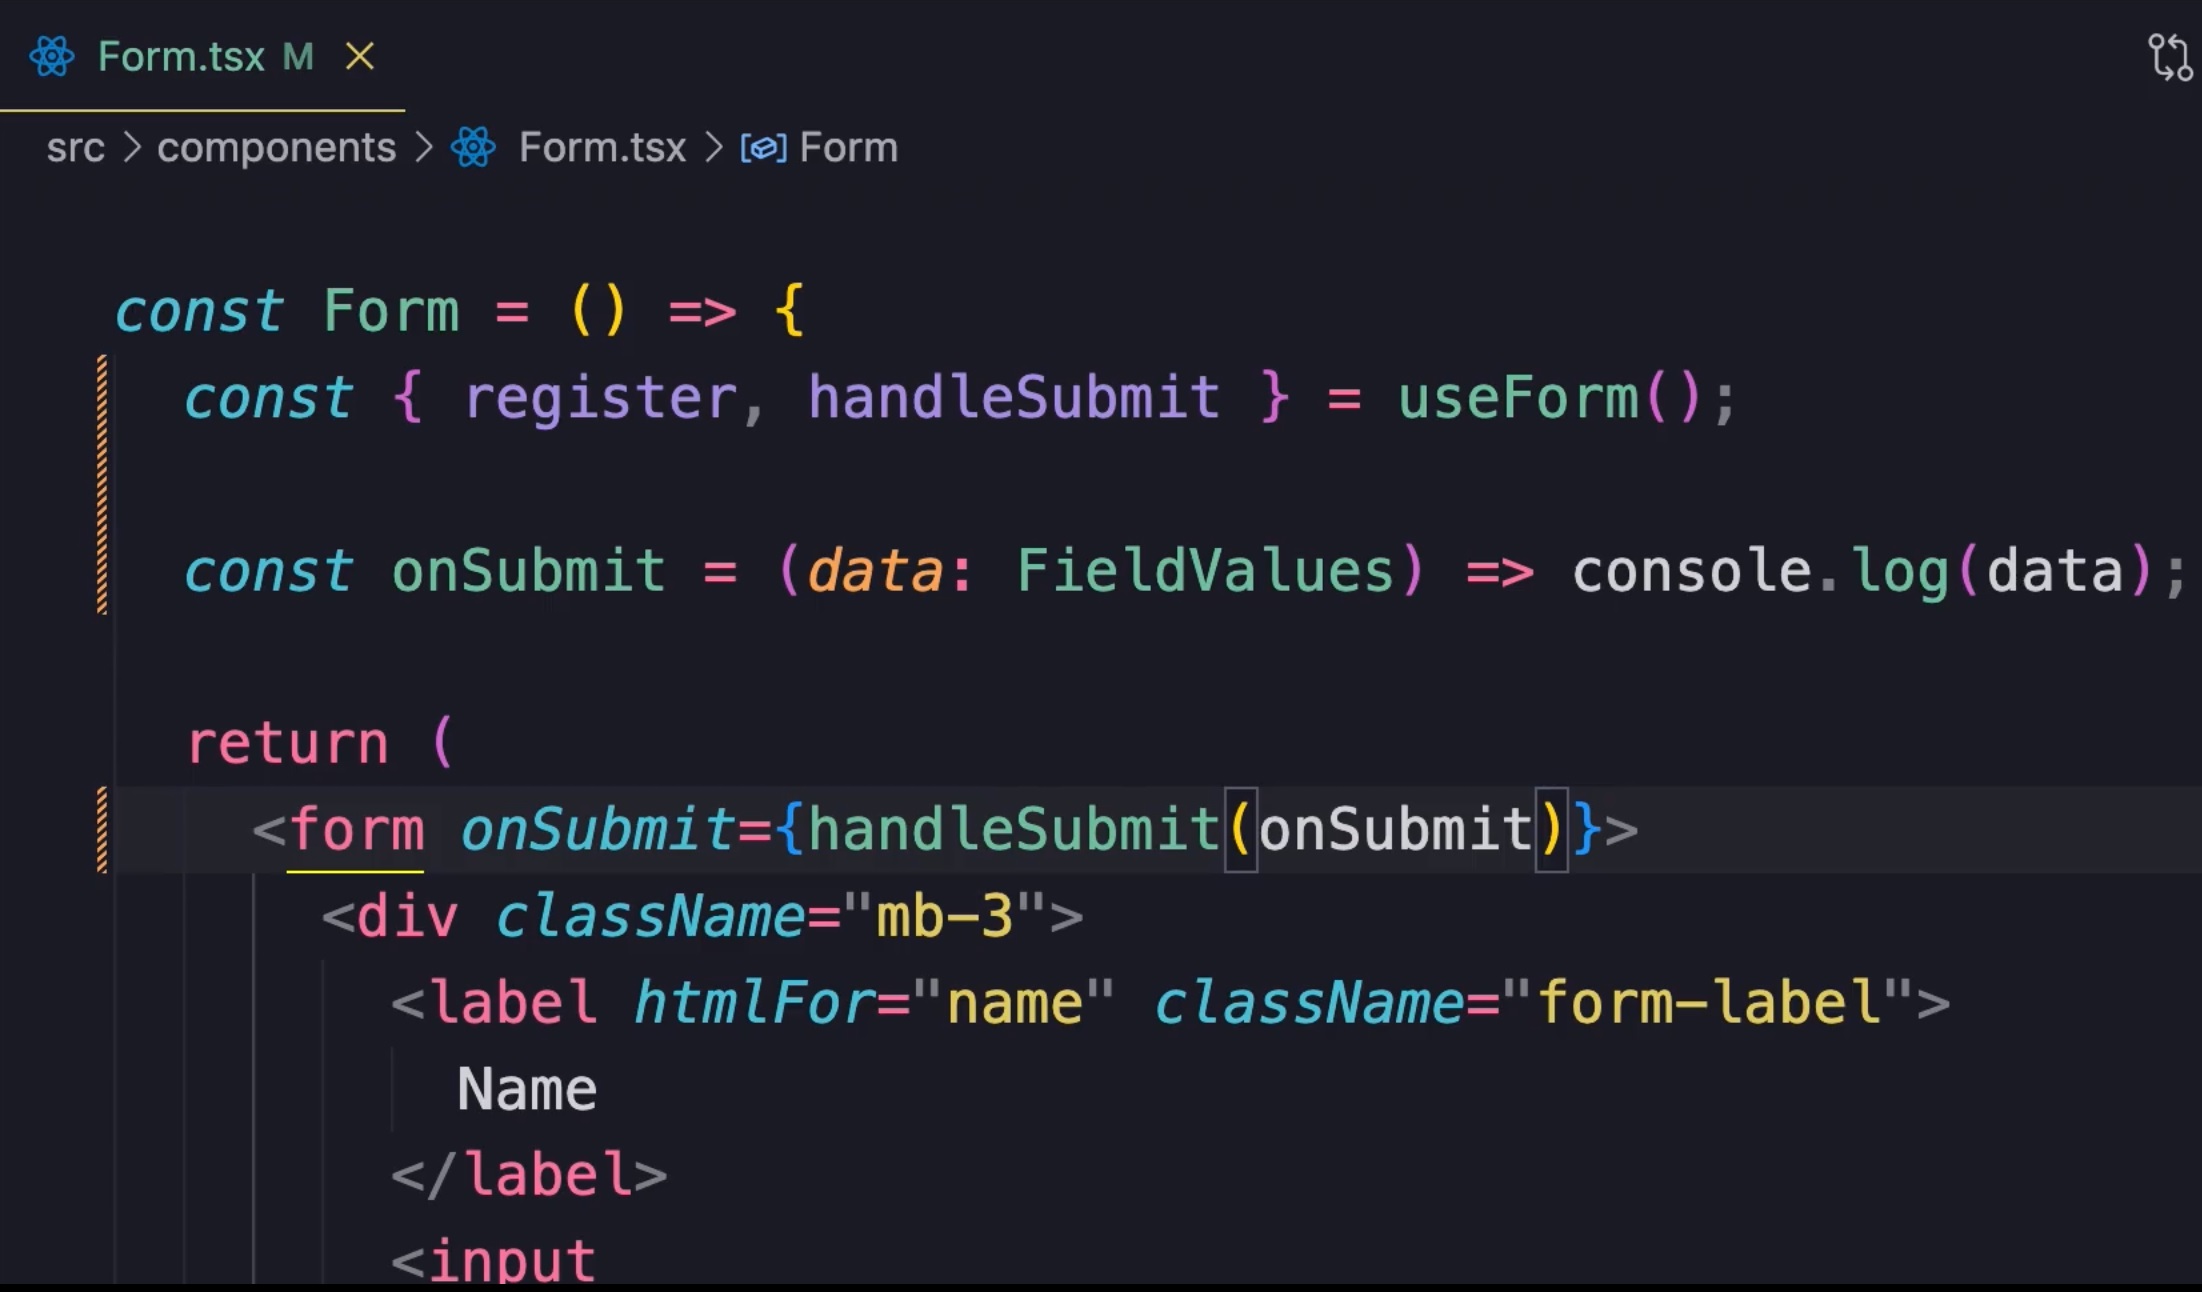 Form.tsx M
src > components > Form.tsx > Form
const Form = () => {
const { register, handleSubmit } = useForm();
const onSubmit = (data: FieldValues) => console.log(data);
return (
<form onSubmit={handleSubmit(onSubmit)}>
<div className="mb-3">
<label htmlFor="name" className="form-label">
Name
</label>
<input